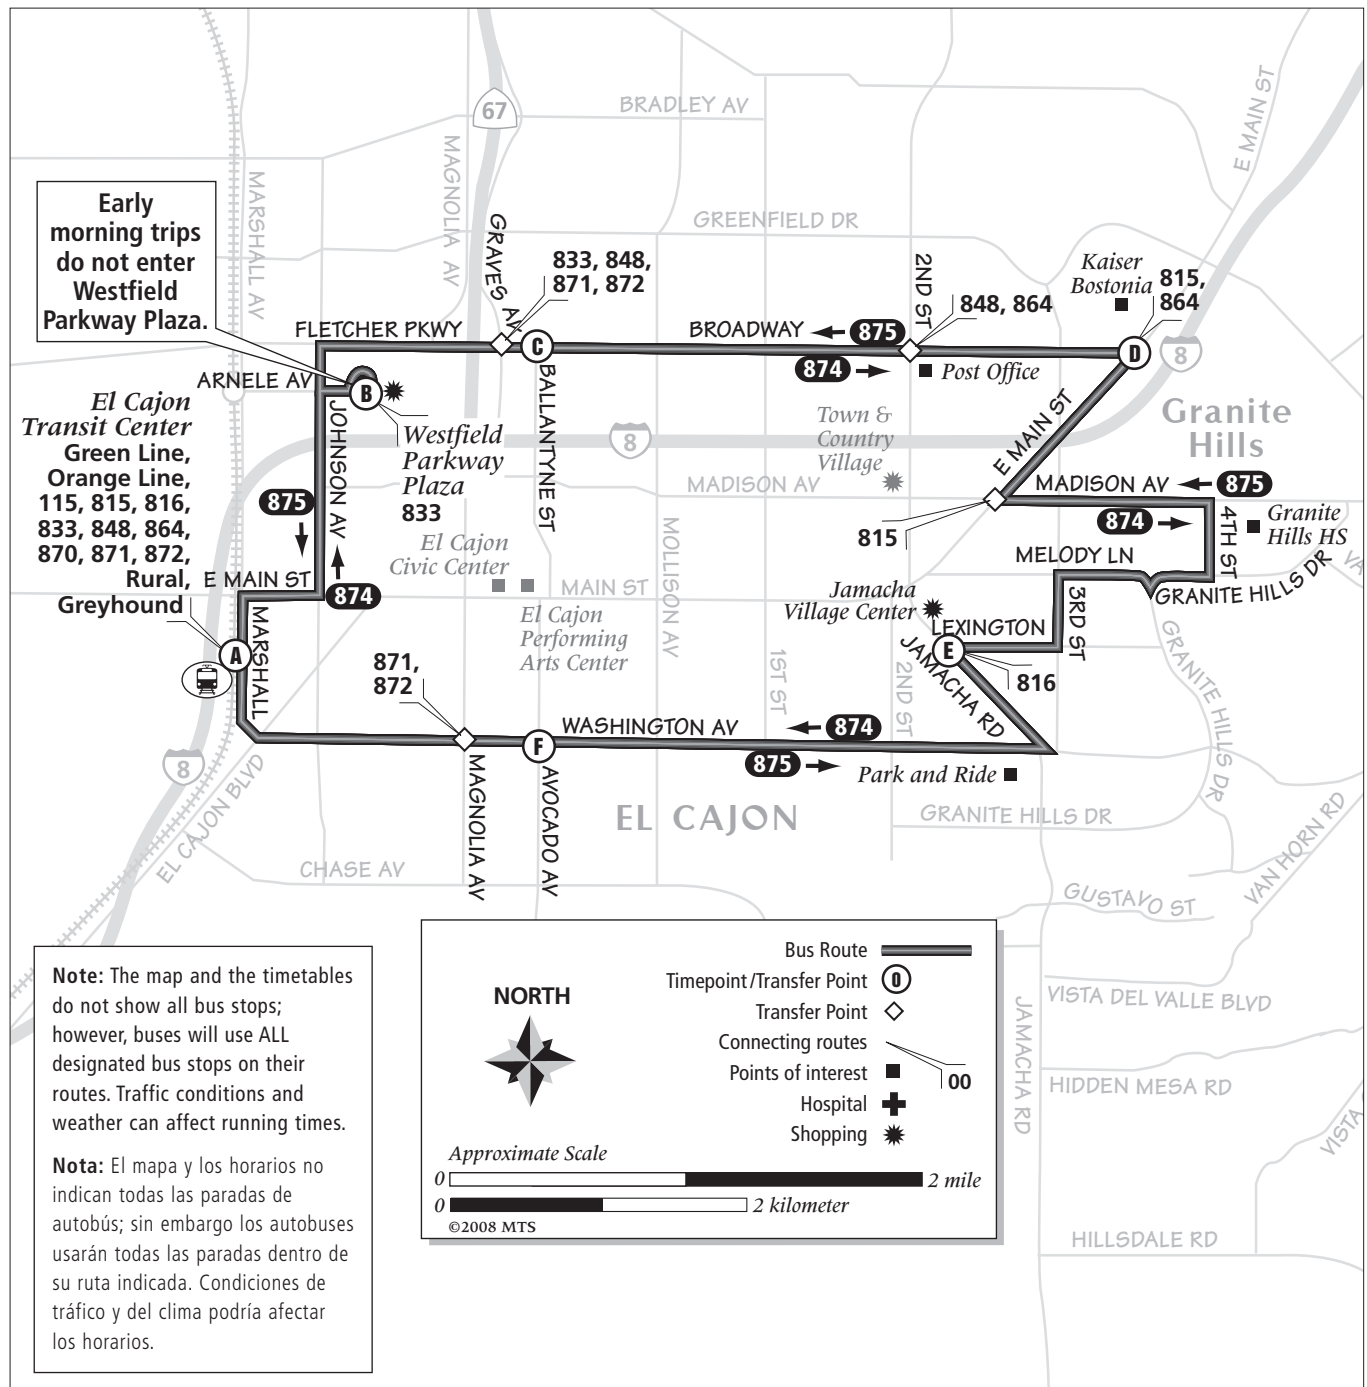 67
BRADLEY AV
E MAIN ST
MARSHALL AV
MAGNOLIA AV
Early
morning trips
do not enter
Westfield
Parkway Plaza.
GREENFIELD DR
GRAVES AV
833, 848,
871, 872
2ND ST
848, 864
Kaiser
Bostonia
815,
864
FLETCHER PKWY
C
BROADWAY
875
874
Post Office
D
8
ARNELE AV
B
JOHNSON AV
BALLANTYNE ST
El Cajon
Transit Center
Green Line,
Orange Line,
115, 815, 816,
833, 848, 864,
870, 871, 872,
Rural,
Greyhound
Westfield
Parkway
Plaza
833
8
Town &
Country
Village
E MAIN ST
Granite
Hills
MADISON AV
MADISON AV
875
874
815
4TH ST
Granite
Hills HS
875
874
E MAIN ST
El Cajon
Civic Center
MOLLISON AV
MAIN ST
El Cajon
Performing
Arts Center
MELODY LN
GRANITE HILLS DR
VA
Jamacha
Village Center
LEXINGTON
3RD ST
E
816
JAMACHA RD
GRANITE HILLS DR
A
MARSHALL
871,
872
1ST ST
2ND ST
WASHINGTON AV
874
875
F
Park and Ride
8
EL CAJON BLVD
MAGNOLIA AV
AVOCADO AV
EL CAJON
GRANITE HILLS DR
VAN HORN RD
CHASE AV
GUSTAVO ST
VISTA DEL VALLE BLVD
JAMACHA RD
HIDDEN MESA RD
VISTA
HILLSDALE RD
Note: The map and the timetables
do not show all bus stops;
however, buses will use ALL
designated bus stops on their
routes. Traffic conditions and
weather can affect running times.
Nota: El mapa y los horarios no
indican todas las paradas de
autobús; sin embargo los autobuses
usarán todas las paradas dentro de
su ruta indicada. Condiciones de
tráfico y del clima podría afectar
los horarios.
NORTH
Bus Route
Timepoint/Transfer Point 0
Transfer Point
Connecting routes
00
Points of interest
Hospital
Shopping
Approximate Scale
0 2 mile
0 2 kilometer
©2008 MTS